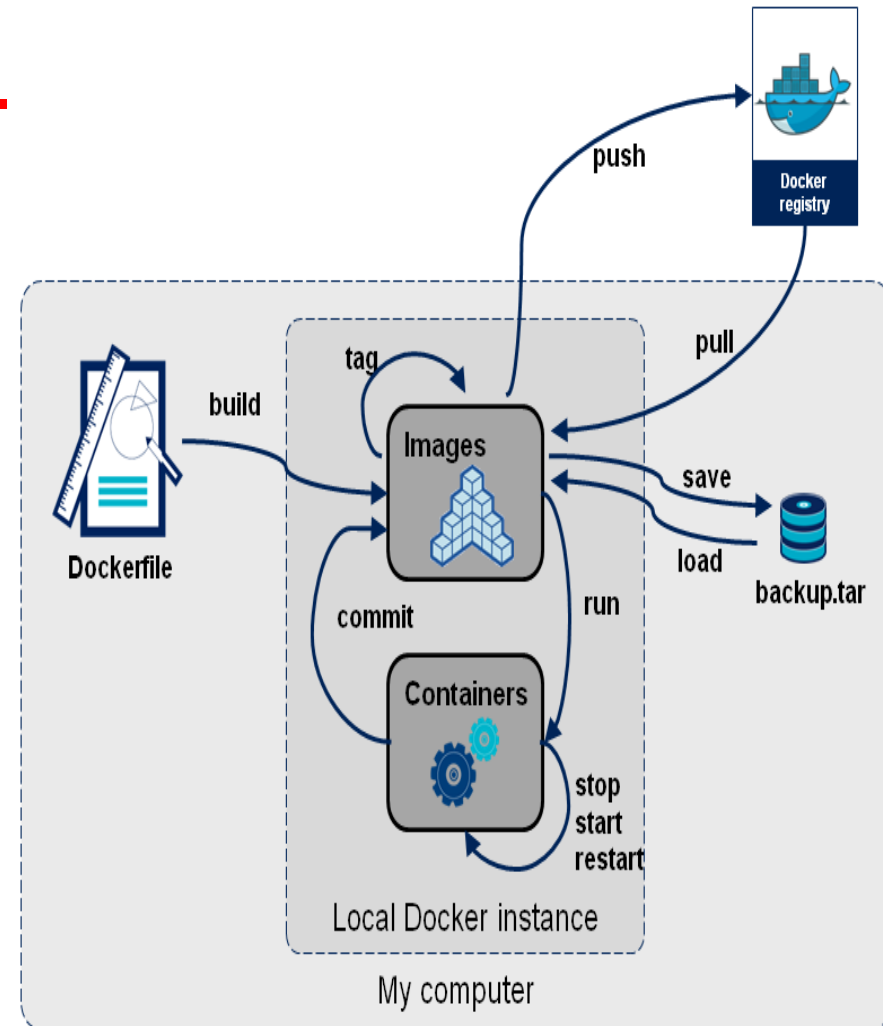 push
Docker
registry
pull
tag
build
Images
save
Dockerfile
load
backup.tar
commit
run
Containers
stop
start
restart
Local Docker instance
My computer